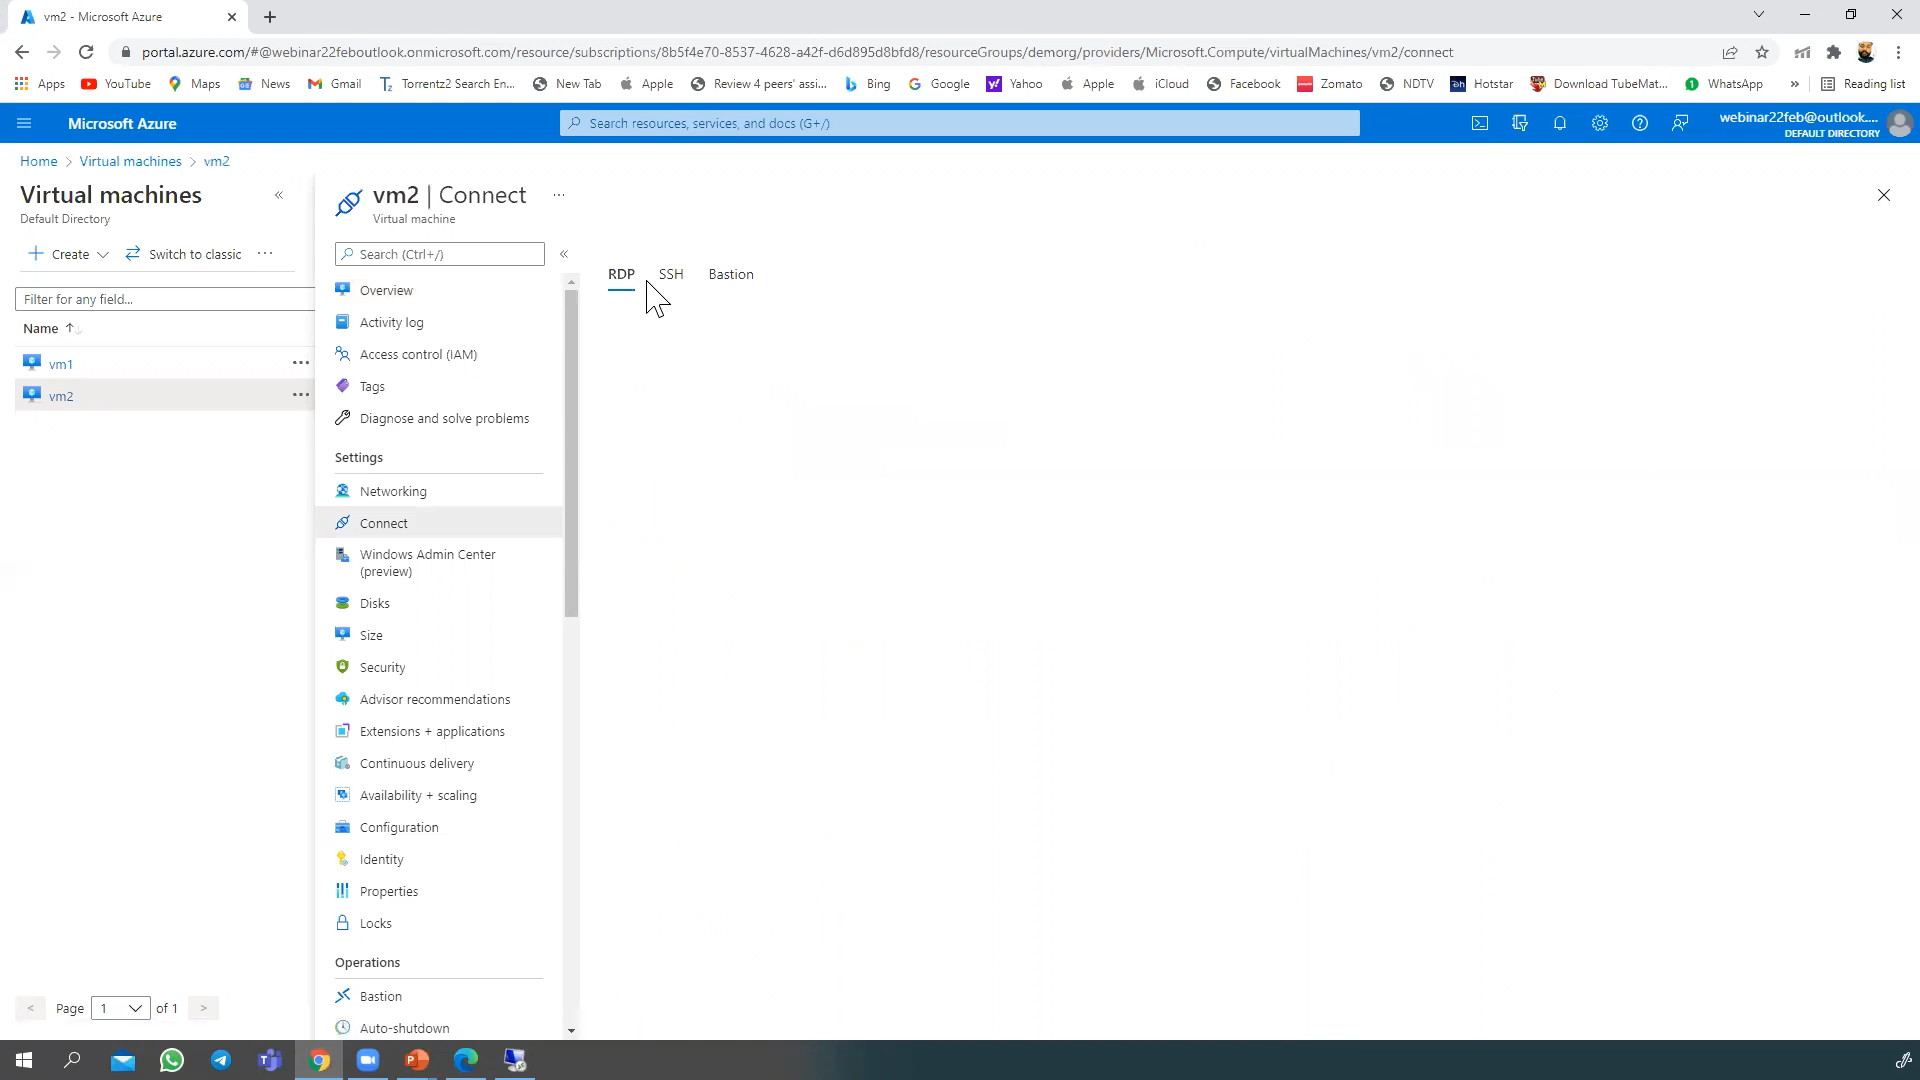 vm2 - Microsoft Azure
portal.azure.com/#@webinar22feboutlook.onmicrosoft.com/resource/subscriptions/8b5f4e70-8537-4628-a42f-d6d895d8bfd8/resourceGroups/demorg/providers/Microsoft.Compute/virtualMachines/vm2/connect
Apps YouTube Maps News Gmail Torrentz2 Search En... New Tab Apple Review 4 peers' assi... Bing Google Yahoo Apple iCloud Facebook Zomato NDTV Hotstar Download TubeMat... WhatsApp » Reading list
Microsoft Azure
Search resources, services, and docs (G+/)
webinar22feb@outlook....
DEFAULT DIRECTORY
Home > Virtual machines > vm2
Virtual machines «
Default Directory
+ Create Switch to classic ...
Filter for any field...
Name ↑↓
vm1 ...
vm2 ...
< Page 1 of 1 >
vm2 | Connect ...
Virtual machine
Search (Ctrl+/) «
Overview
Activity log
Access control (IAM)
Tags
Diagnose and solve problems
Settings
Networking
Connect
Windows Admin Center
(preview)
Disks
Size
Security
Advisor recommendations
Extensions + applications
Continuous delivery
Availability + scaling
Configuration
Identity
Properties
Locks
Operations
Bastion
Auto-shutdown
RDP SSH Bastion